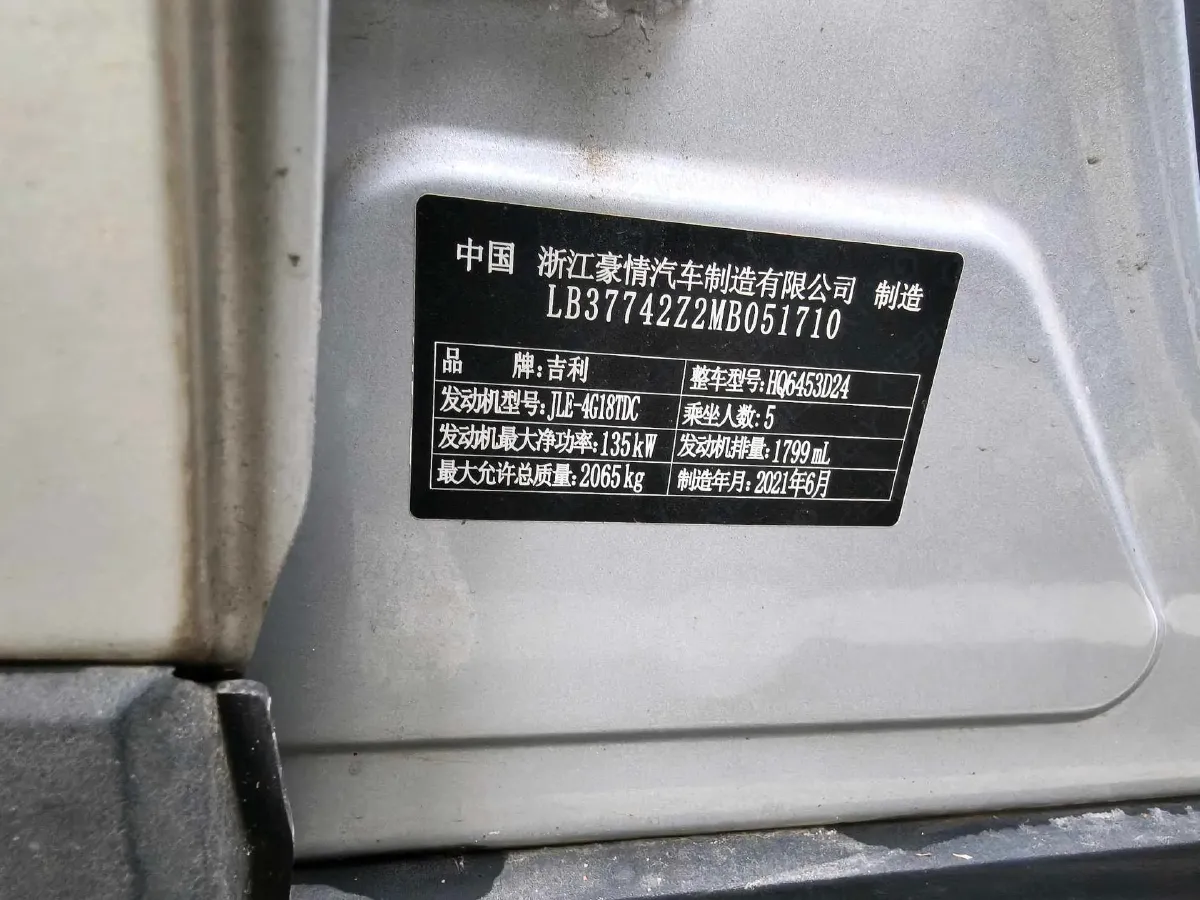 中国 浙江豪情汽车制造有限公司 制造
LB37742Z2MB051710
品 牌:吉利 整车型号:HQ6453D24
发动机型号:JLE-4G18TDC 乘坐人数:5
发动机最大净功率:135kW 发动机排量:1799mL
最大允许总质量:2065kg 制造年月:2021年6月